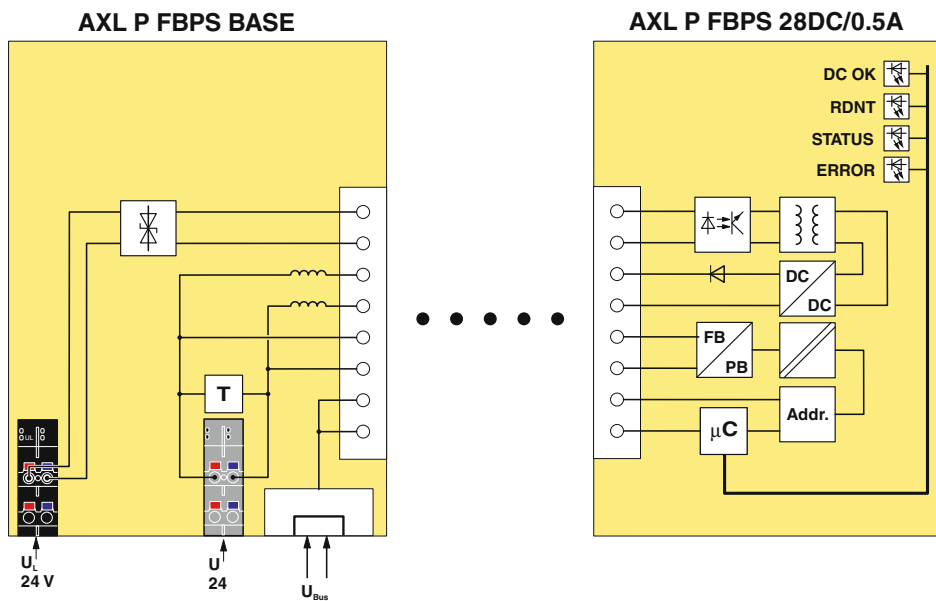 AXL P FBPS BASE
AXL P FBPS 28DC/0.5A
DC OK
RDNT
STATUS
ERROR
DC
DC
FB
PB
T
Addr.
µC
UL
UL
24 V
U
24
UBus